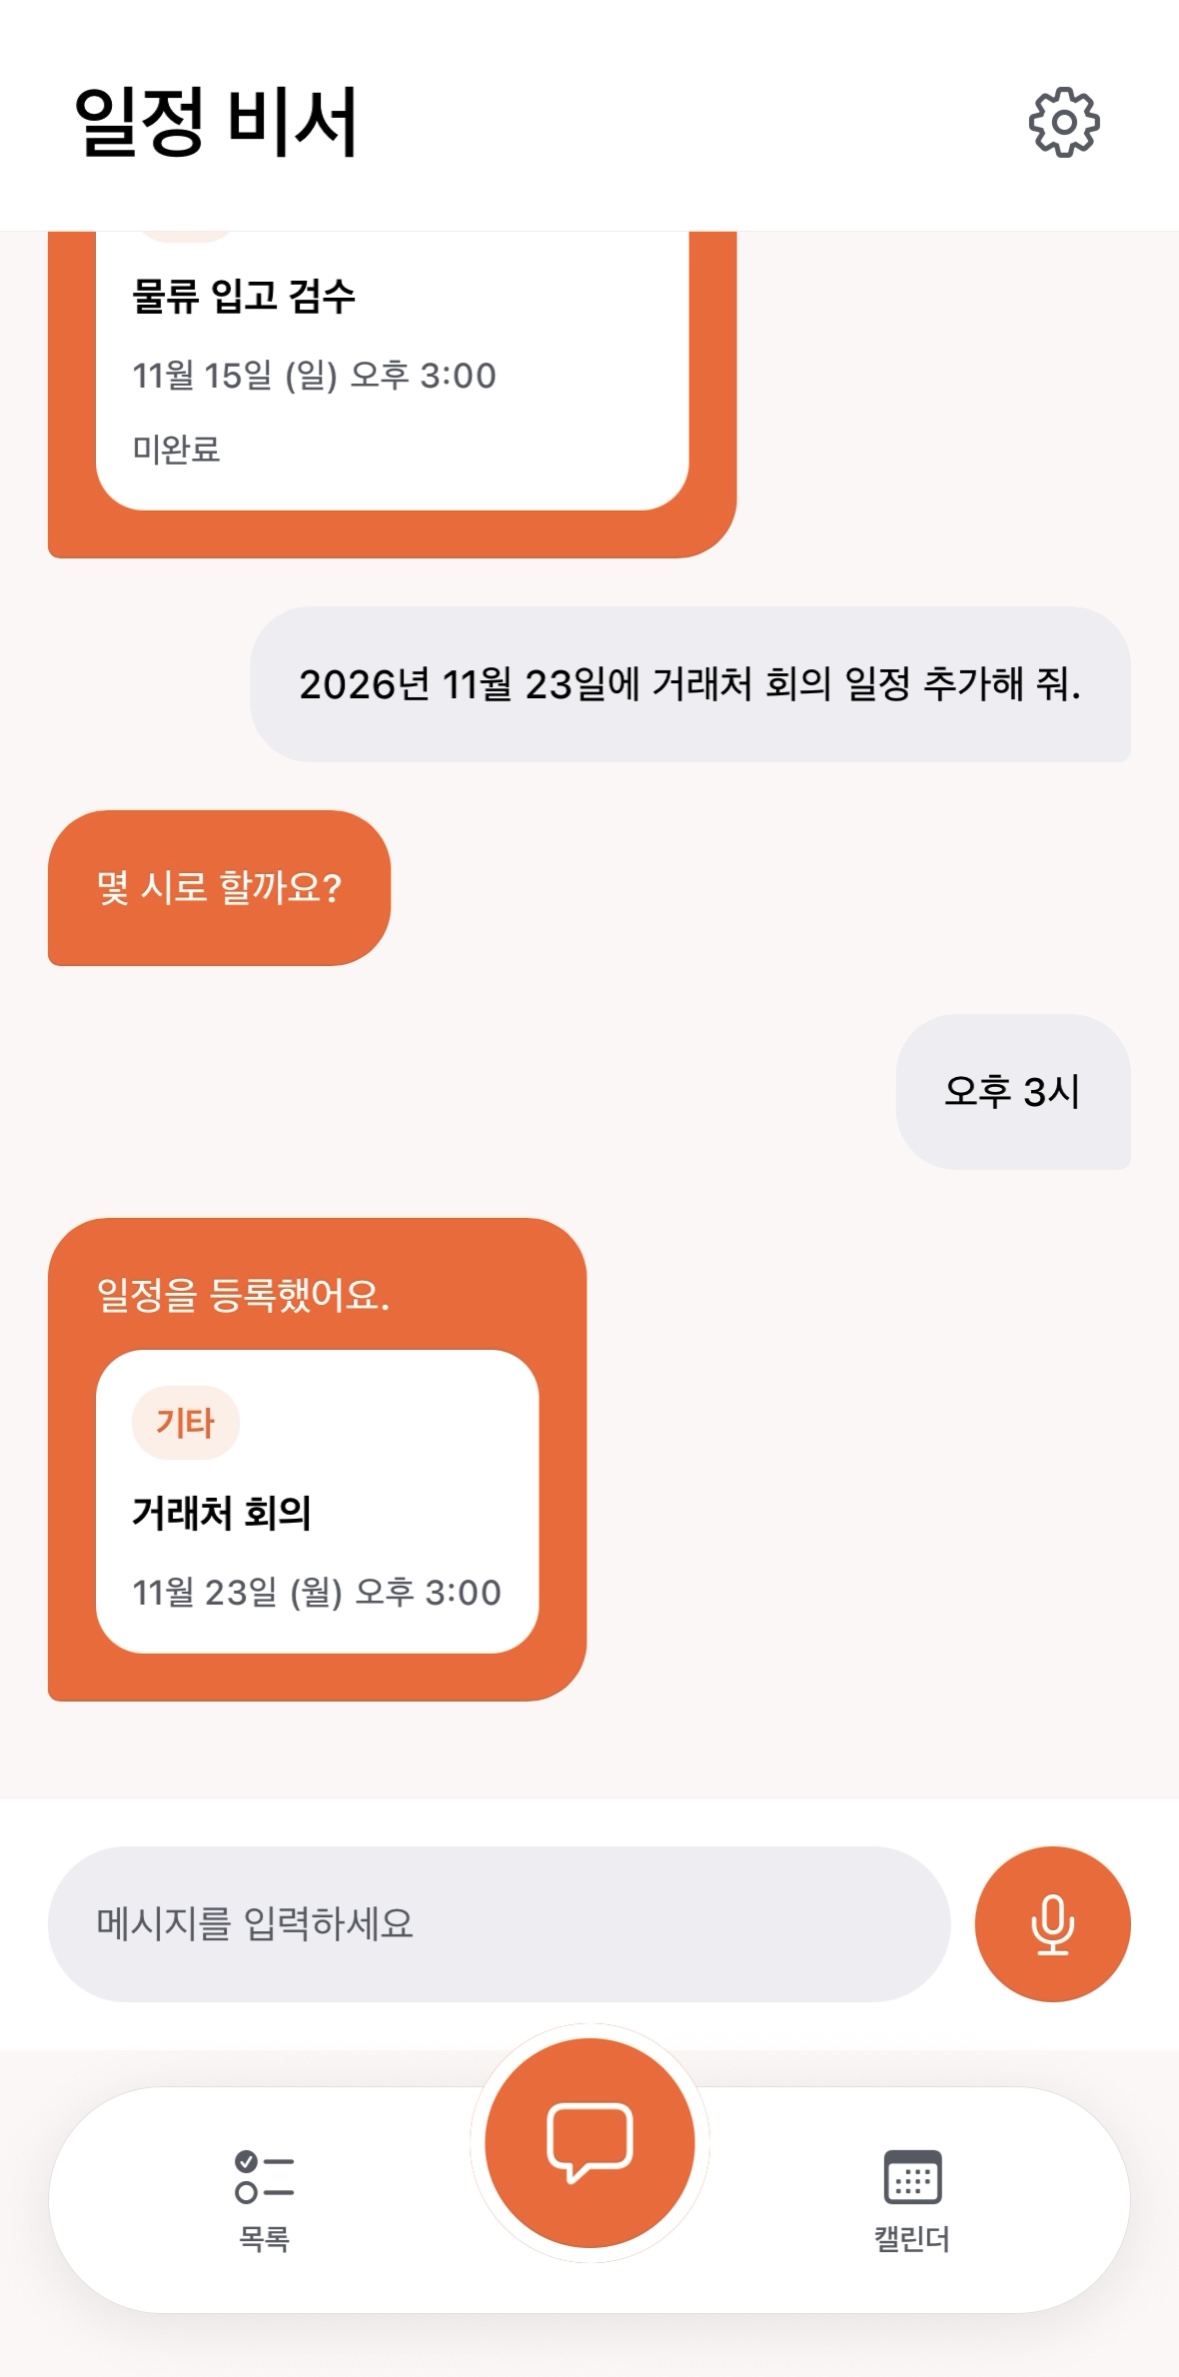 일정 비서
물류 입고 검수
11월 15일 (일) 오후 3:00
미완료
2026년 11월 23일에 거래처 회의 일정 추가해 줘.
몇 시로 할까요?
오후 3시
일정을 등록했어요.
기타
거래처 회의
11월 23일 (월) 오후 3:00
메시지를 입력하세요
목록
캘린더